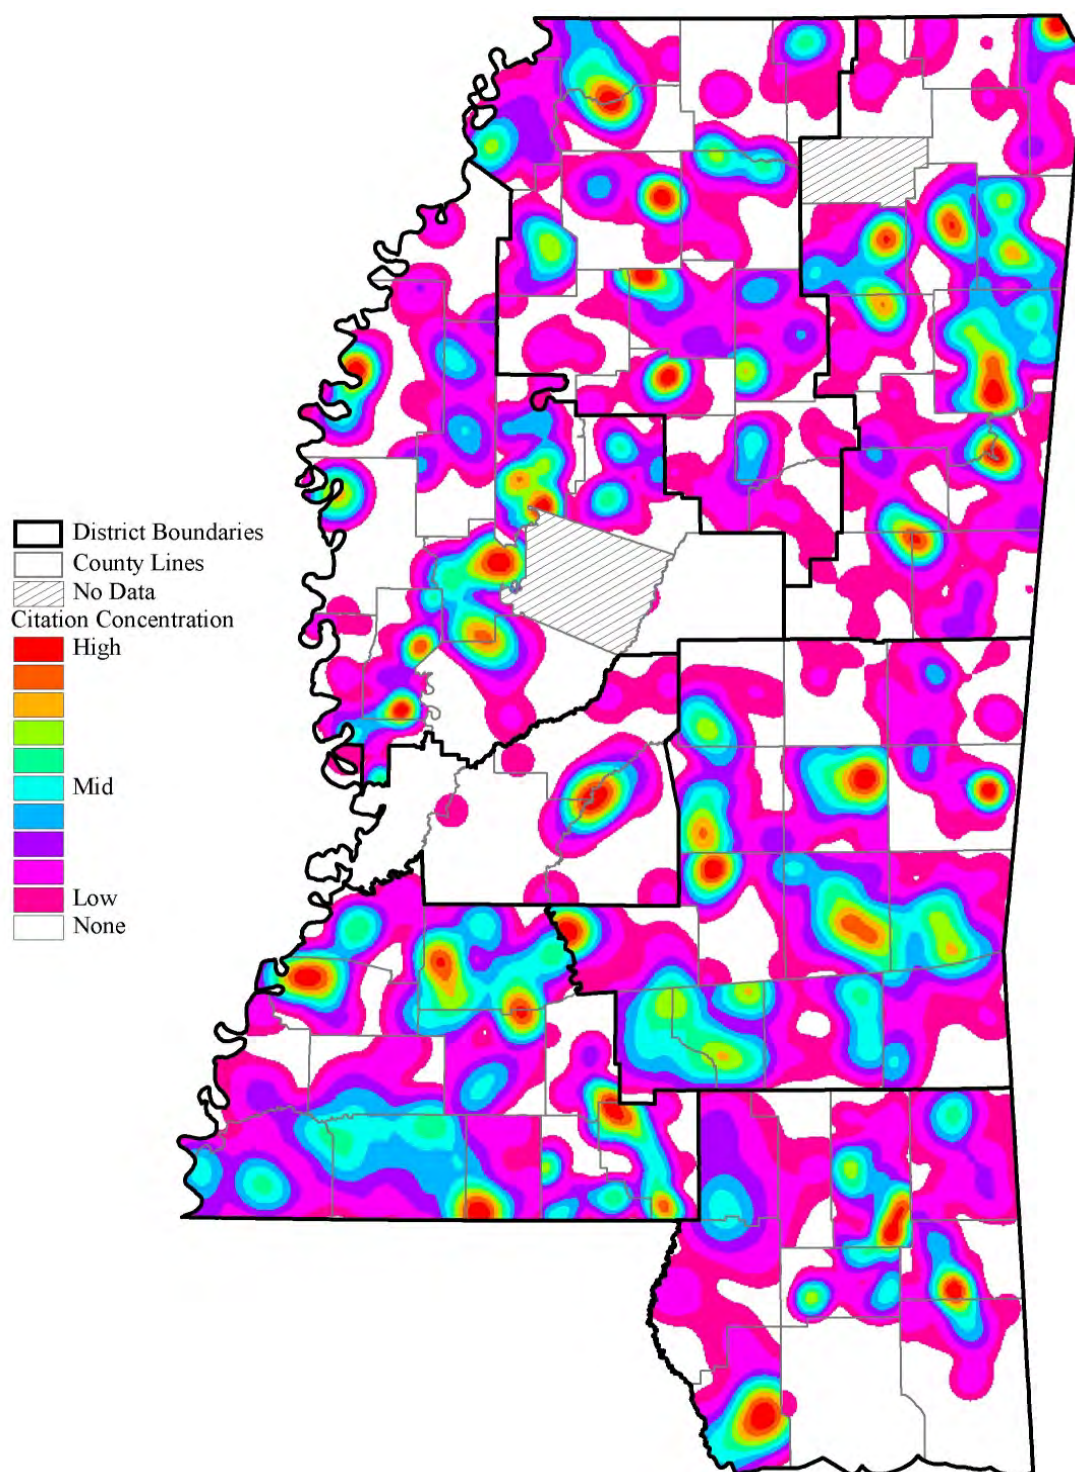 District Boundaries
County Lines
No Data
Citation Concentration
High
Mid
Low
None